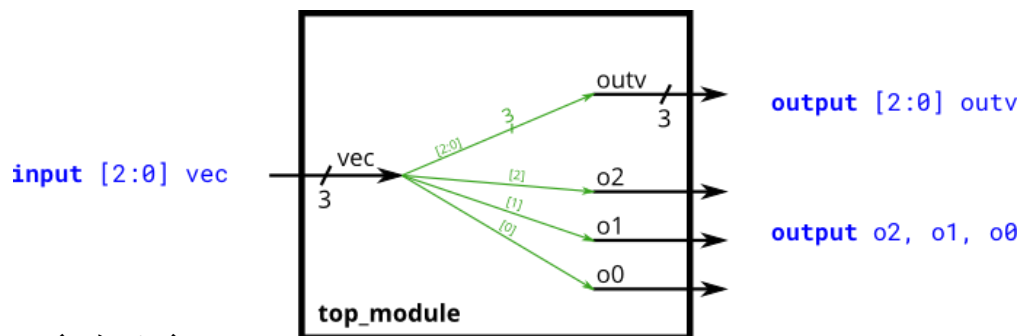 outv
3
output [2:0] outv
3
[2:0]
input [2:0] vec
vec
3
[2]
o2
[1]
o1
output o2, o1, o0
[0]
o0
top_module